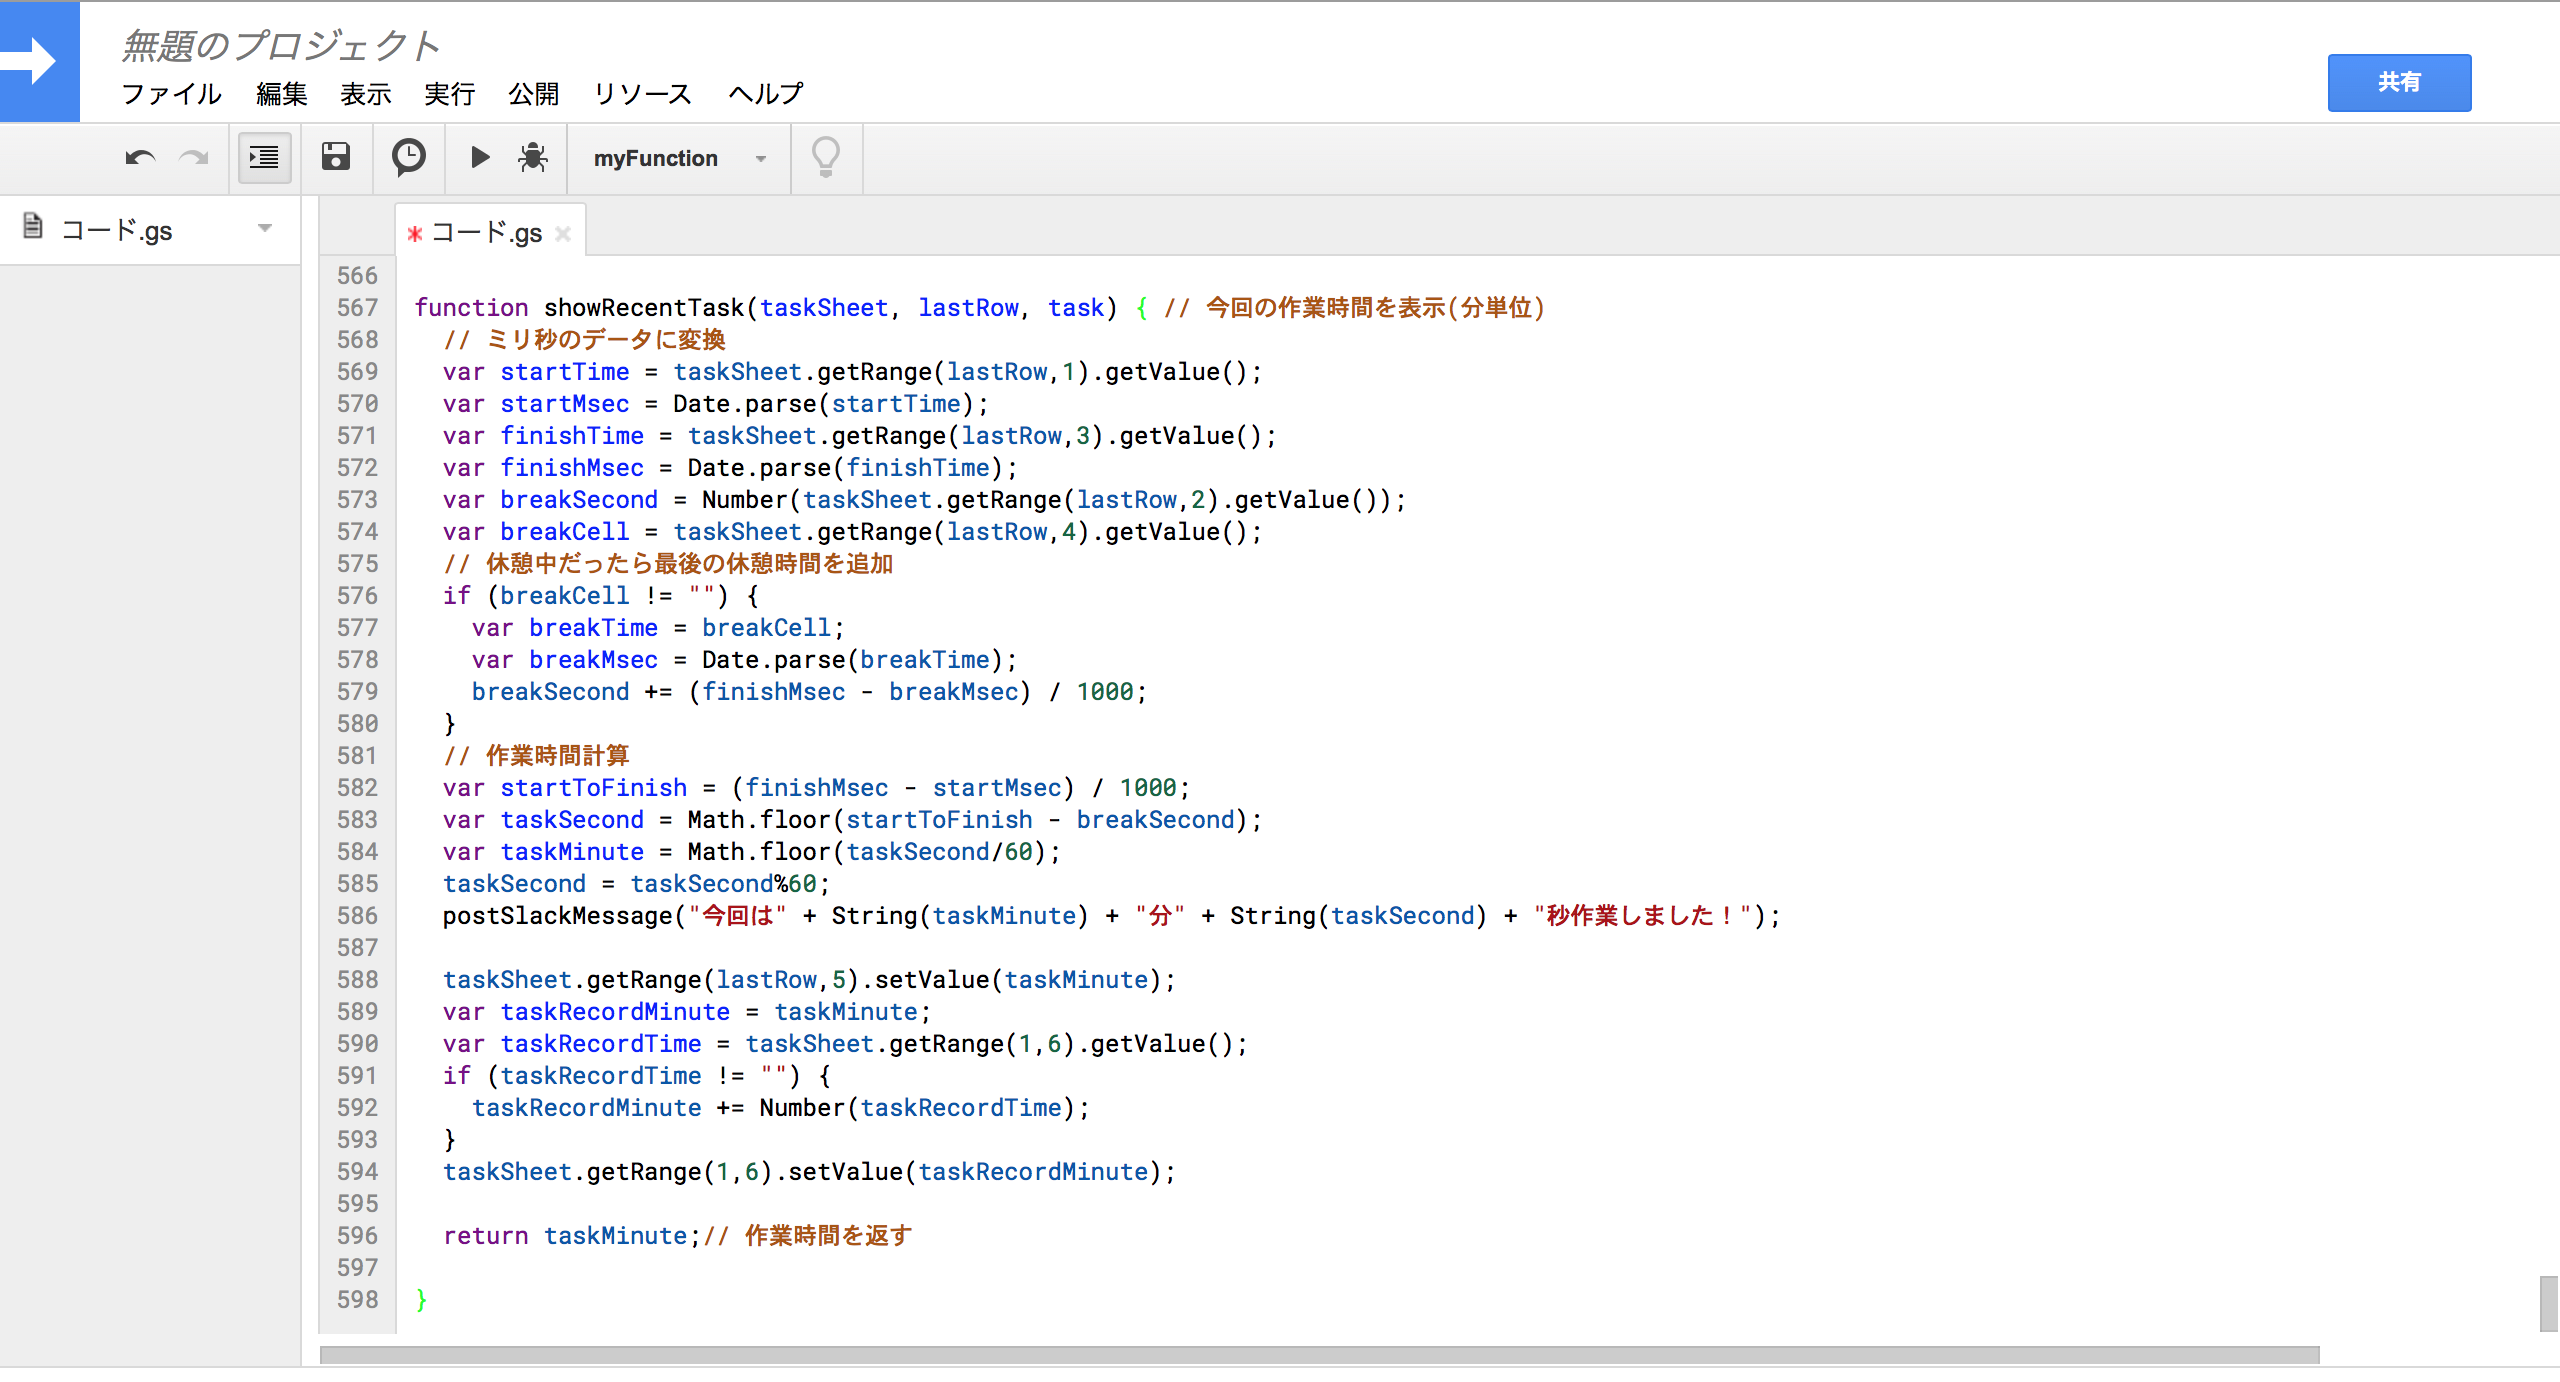 無題のプロジェクト
ファイル 編集 表示 実行 公開 リソース ヘルプ
共有
myFunction
コード.gs
* コード.gs
566
567 function showRecentTask(taskSheet, lastRow, task) { // 今回の作業時間を表示(分単位)
568   // ミリ秒のデータに変換
569   var startTime = taskSheet.getRange(lastRow,1).getValue();
570   var startMsec = Date.parse(startTime);
571   var finishTime = taskSheet.getRange(lastRow,3).getValue();
572   var finishMsec = Date.parse(finishTime);
573   var breakSecond = Number(taskSheet.getRange(lastRow,2).getValue());
574   var breakCell = taskSheet.getRange(lastRow,4).getValue();
575   // 休憩中だったら最後の休憩時間を追加
576   if (breakCell != "") {
577     var breakTime = breakCell;
578     var breakMsec = Date.parse(breakTime);
579     breakSecond += (finishMsec - breakMsec) / 1000;
580   }
581   // 作業時間計算
582   var startToFinish = (finishMsec - startMsec) / 1000;
583   var taskSecond = Math.floor(startToFinish - breakSecond);
584   var taskMinute = Math.floor(taskSecond/60);
585   taskSecond = taskSecond%60;
586   postSlackMessage("今回は" + String(taskMinute) + "分" + String(taskSecond) + "秒作業しました！");
587
588   taskSheet.getRange(lastRow,5).setValue(taskMinute);
589   var taskRecordMinute = taskMinute;
590   var taskRecordTime = taskSheet.getRange(1,6).getValue();
591   if (taskRecordTime != "") {
592     taskRecordMinute += Number(taskRecordTime);
593   }
594   taskSheet.getRange(1,6).setValue(taskRecordMinute);
595
596   return taskMinute;// 作業時間を返す
597
598 }